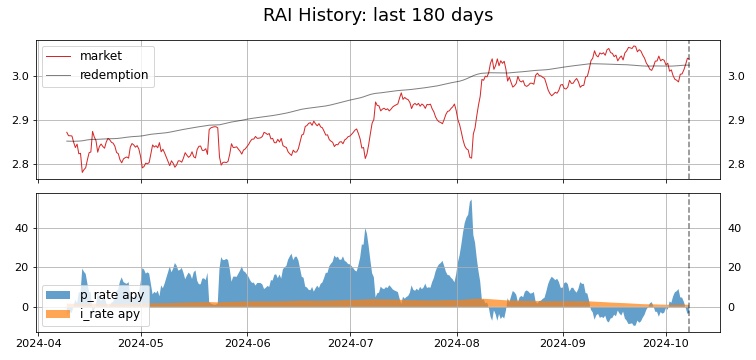 RAI History: last 180 days
market
redemption
3.0 3.0
2.9 2.9
2.8 2.8
40 40
20 20
0 0
p_rate apy
i_rate apy
2024-04 2024-05 2024-06 2024-07 2024-08 2024-09 2024-10